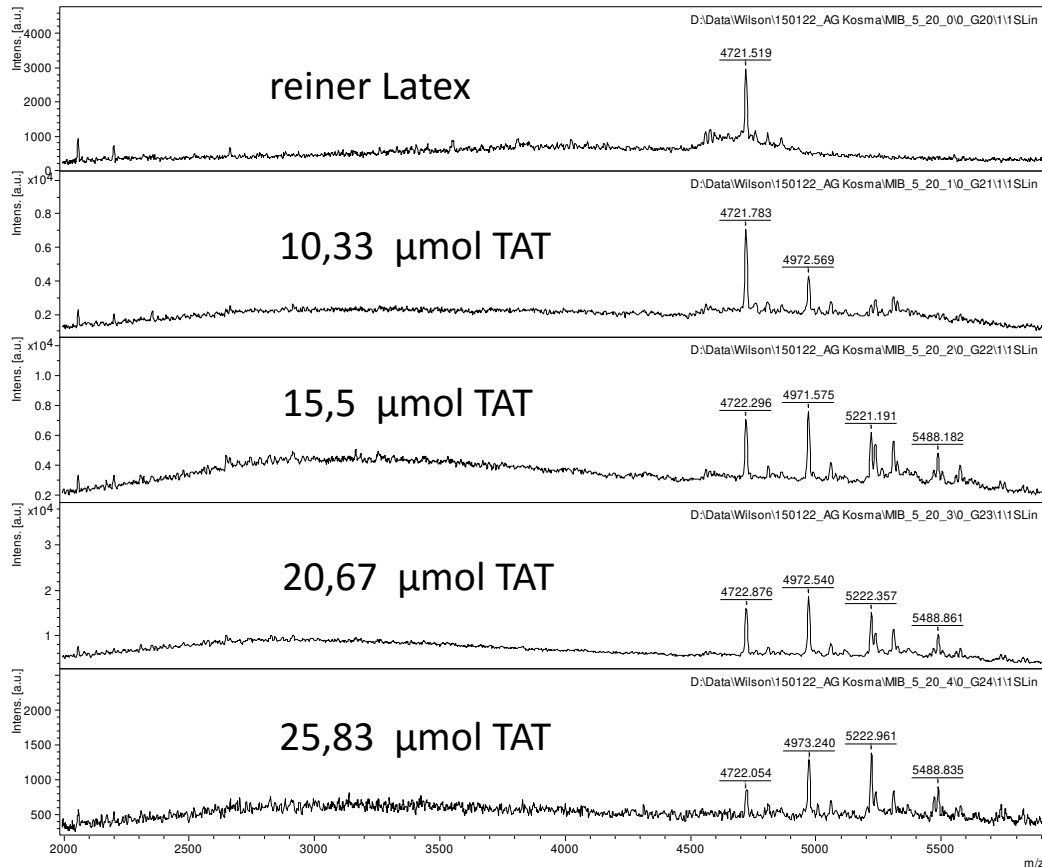 D:\Data\Wilson\150122_AG Kosma\MIB_5_20_0\0_G20\1\1SLin
Intens. [a.u.]
4000
3000
2000
1000
0
4721.519
reiner Latex
D:\Data\Wilson\150122_AG Kosma\MIB_5_20_1\0_G21\1\1SLin
Intens. [a.u.]
x10⁴
0.8
0.6
0.4
0.2
4721.783
4972.569
10,33 µmol TAT
D:\Data\Wilson\150122_AG Kosma\MIB_5_20_2\0_G22\1\1SLin
Intens. [a.u.]
x10⁴
1.0
0.8
0.6
0.4
0.2
4722.296
4971.575
5221.191
5488.182
15,5 µmol TAT
D:\Data\Wilson\150122_AG Kosma\MIB_5_20_3\0_G23\1\1SLin
Intens. [a.u.]
x10⁴
3
2
1
4722.876
4972.540
5222.357
5488.861
20,67 µmol TAT
D:\Data\Wilson\150122_AG Kosma\MIB_5_20_4\0_G24\1\1SLin
Intens. [a.u.]
2000
1500
1000
500
4722.054
4973.240
5222.961
5488.835
25,83 µmol TAT
2000 2500 3000 3500 4000 4500 5000 5500
m/z